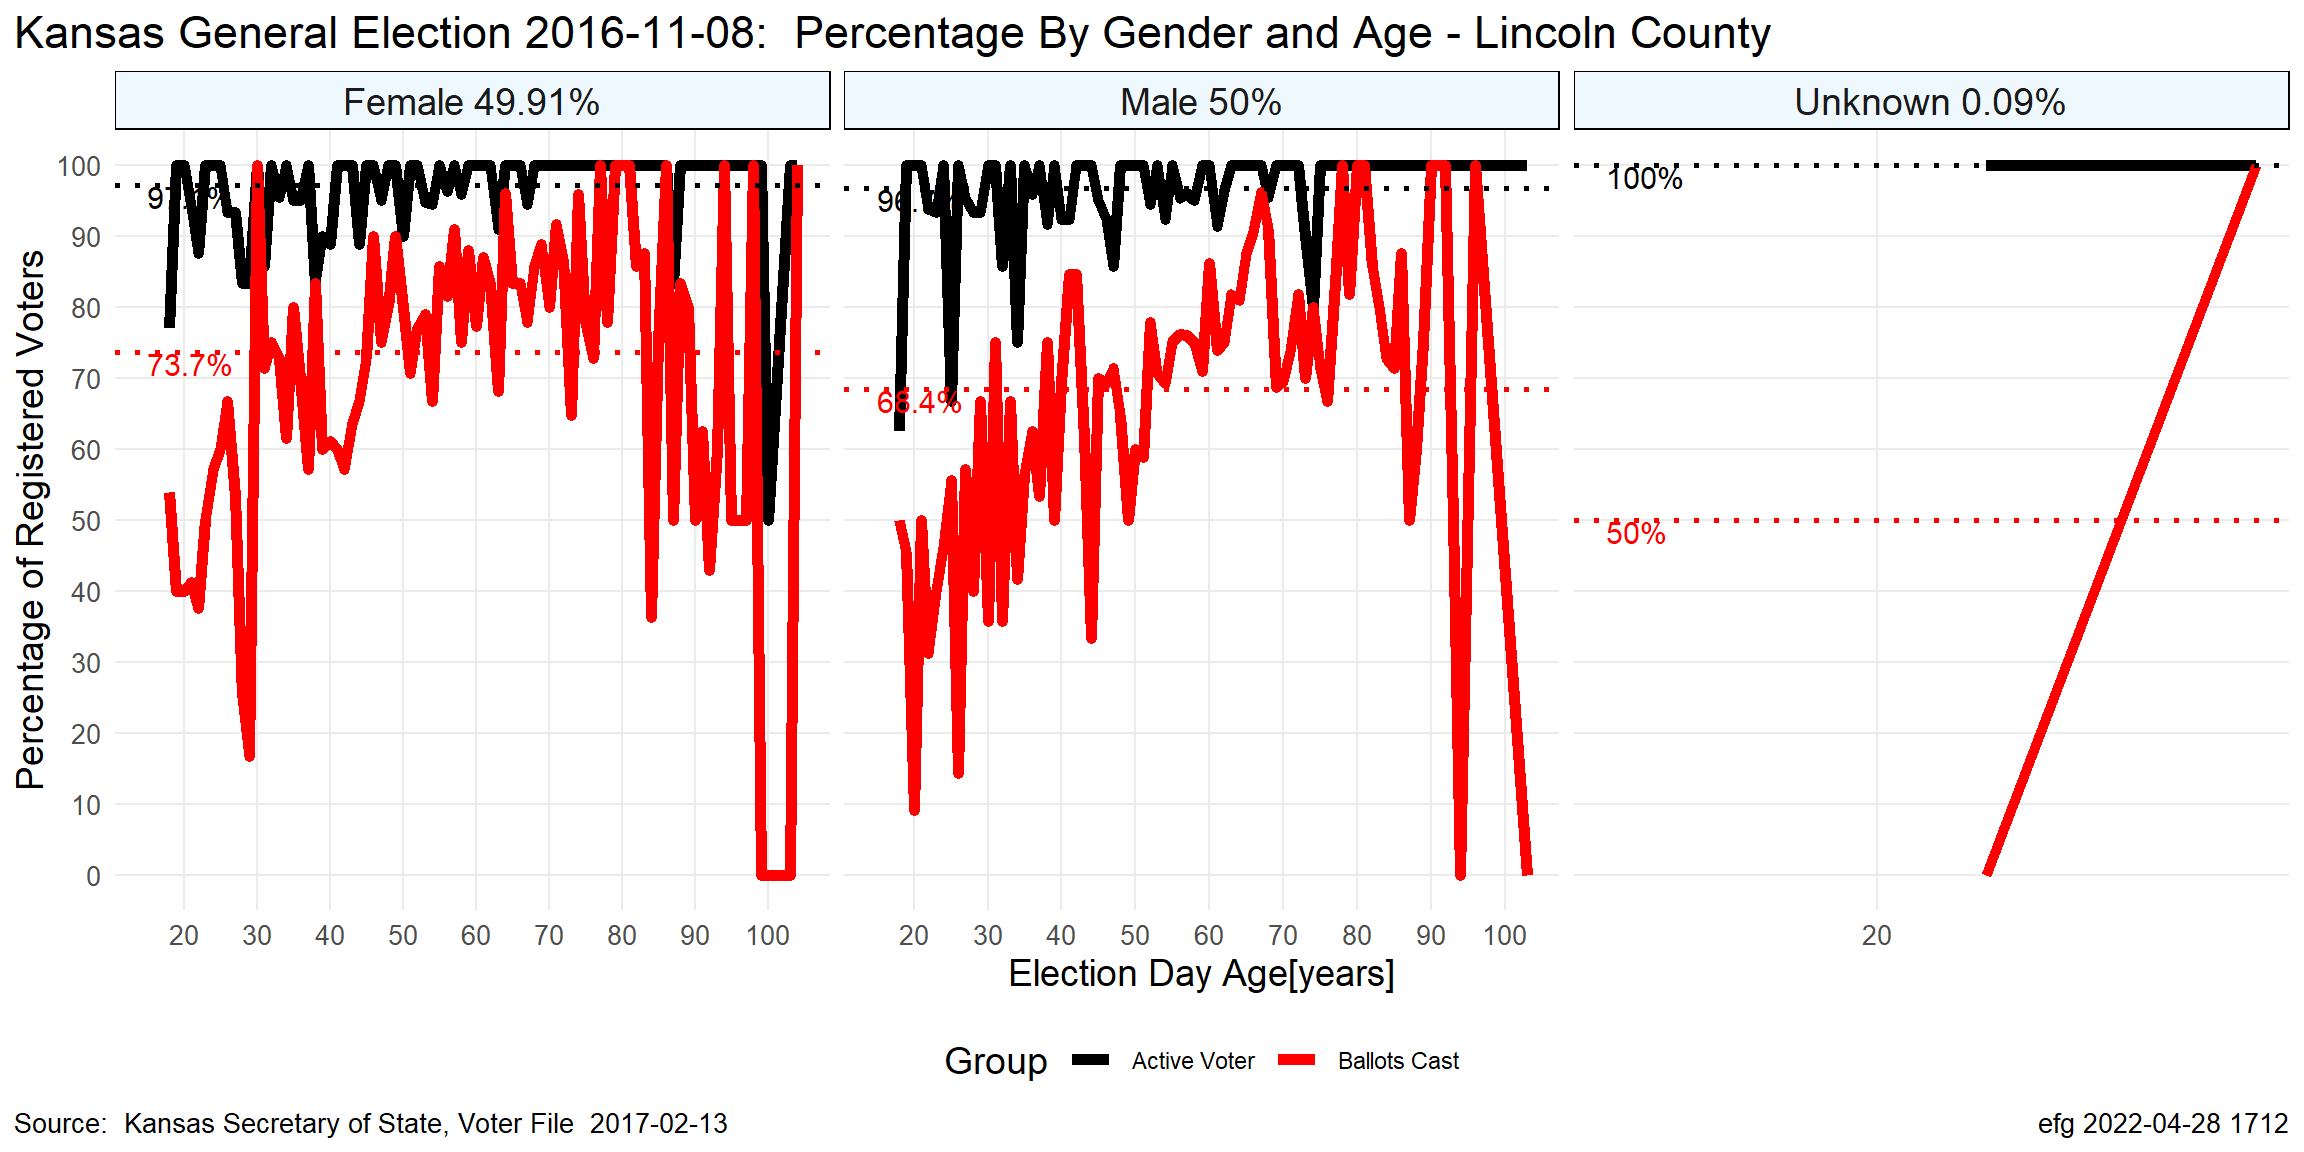 Kansas General Election 2016-11-08:  Percentage By Gender and Age - Lincoln County
Female 49.91%
Male 50%
Unknown 0.09%
Percentage of Registered Voters
100
90
80
70
60
50
40
30
20
10
0
73.7%
68.4%
100%
50%
20 30 40 50 60 70 80 90 100
20 30 40 50 60 70 80 90 100
20
Election Day Age[years]
Group Active Voter Ballots Cast
Source:  Kansas Secretary of State, Voter File  2017-02-13
efg 2022-04-28 1712